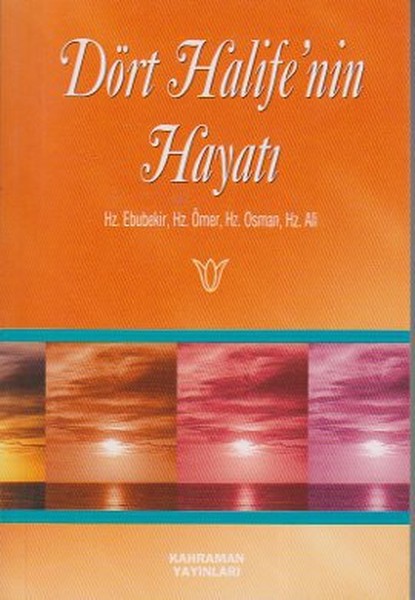 Dört Halife'nin
Hayatı
Hz. Ebubekir, Hz. Ömer, Hz. Osman, Hz. Ali
KAHRAMAN
YAYINLARI